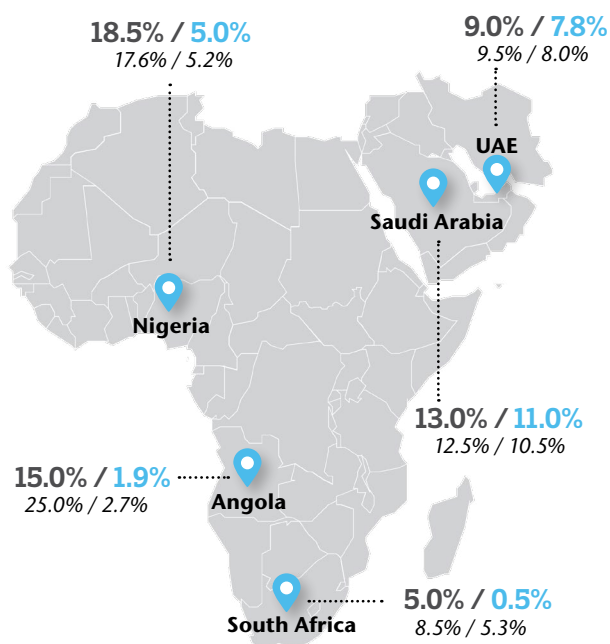 18.5% / 5.0%
17.6% / 5.2%
9.0% / 7.8%
9.5% / 8.0%
UAE
Saudi Arabia
Nigeria
13.0% / 11.0%
12.5% / 10.5%
15.0% / 1.9%
25.0% / 2.7%
Angola
5.0% / 0.5%
8.5% / 5.3%
South Africa